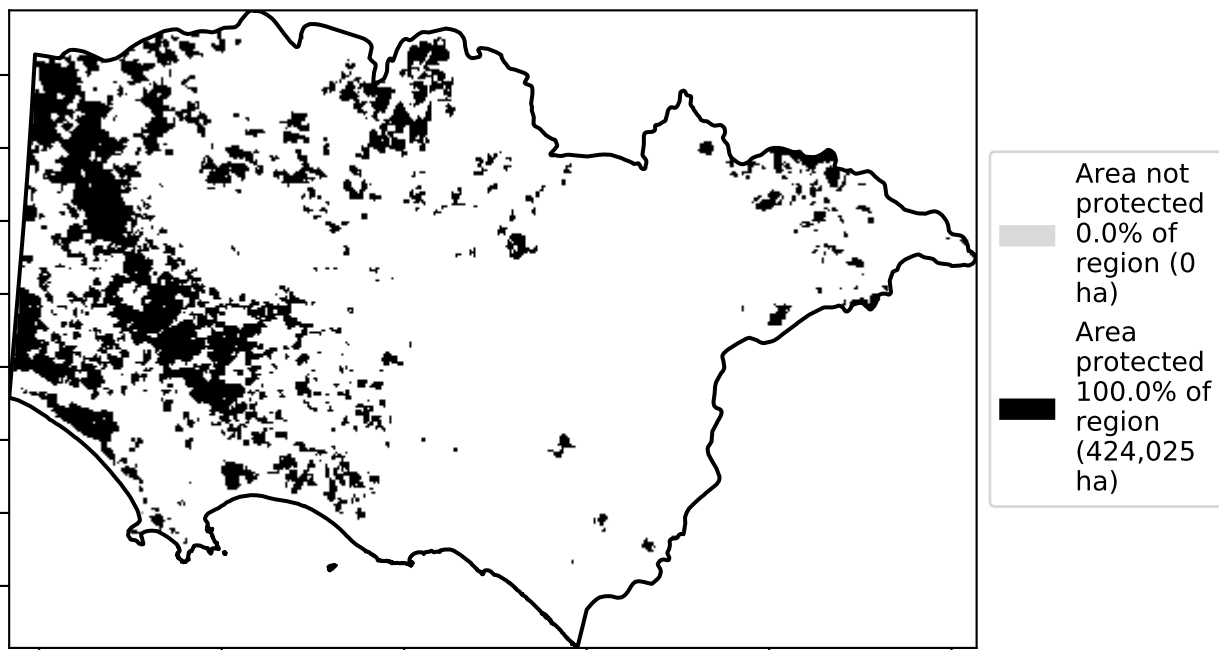 Area not
protected
0.0% of
region (0
ha)
Area
protected
100.0% of
region
(424,025
ha)